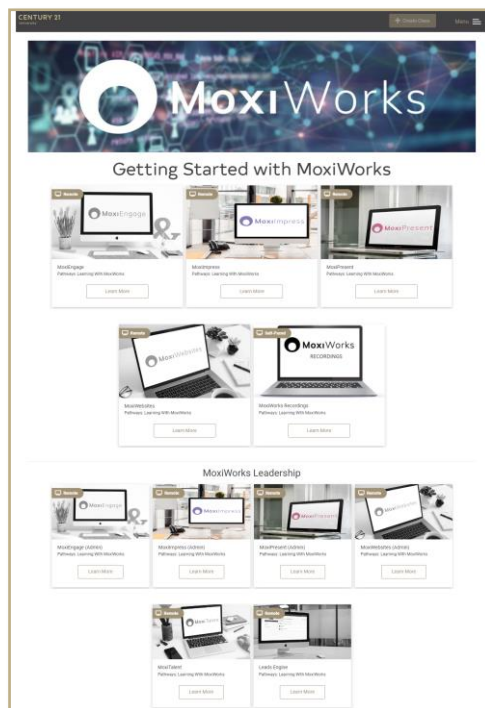 CENTURY 21
+ Create Class
Menu
MoxiWorks
Getting Started with MoxiWorks
Remote
Remote
Remote
MoxiEngage
MoxiImpress
MoxiPresent
MoxiEngage
MoxiImpress
MoxiPresent
Pathways: Learning With MoxiWorks
Pathways: Learning With MoxiWorks
Pathways: Learning With MoxiWorks
Learn More
Learn More
Learn More
Remote
Self-Paced
MoxiWebsites
MoxiWorks
RECORDINGS
MoxiWebsites
MoxiWorks Recordings
Pathways: Learning With MoxiWorks
Pathways: Learning With MoxiWorks
Learn More
Learn More
MoxiWorks Leadership
Remote
Remote
Remote
Remote
MoxiEngage
MoxiImpress
MoxiPresent
MoxiWebsites
MoxiEngage (Admin)
MoxiImpress (Admin)
MoxiPresent (Admin)
MoxiWebsites (Admin)
Pathways: Learning With MoxiWorks
Pathways: Learning With MoxiWorks
Pathways: Learning With MoxiWorks
Pathways: Learning With MoxiWorks
Learn More
Learn More
Learn More
Learn More
Remote
Remote
MoxiTalent
MoxiTalent
Leads Engine
Pathways: Learning With MoxiWorks
Pathways: Learning With MoxiWorks
Learn More
Learn More